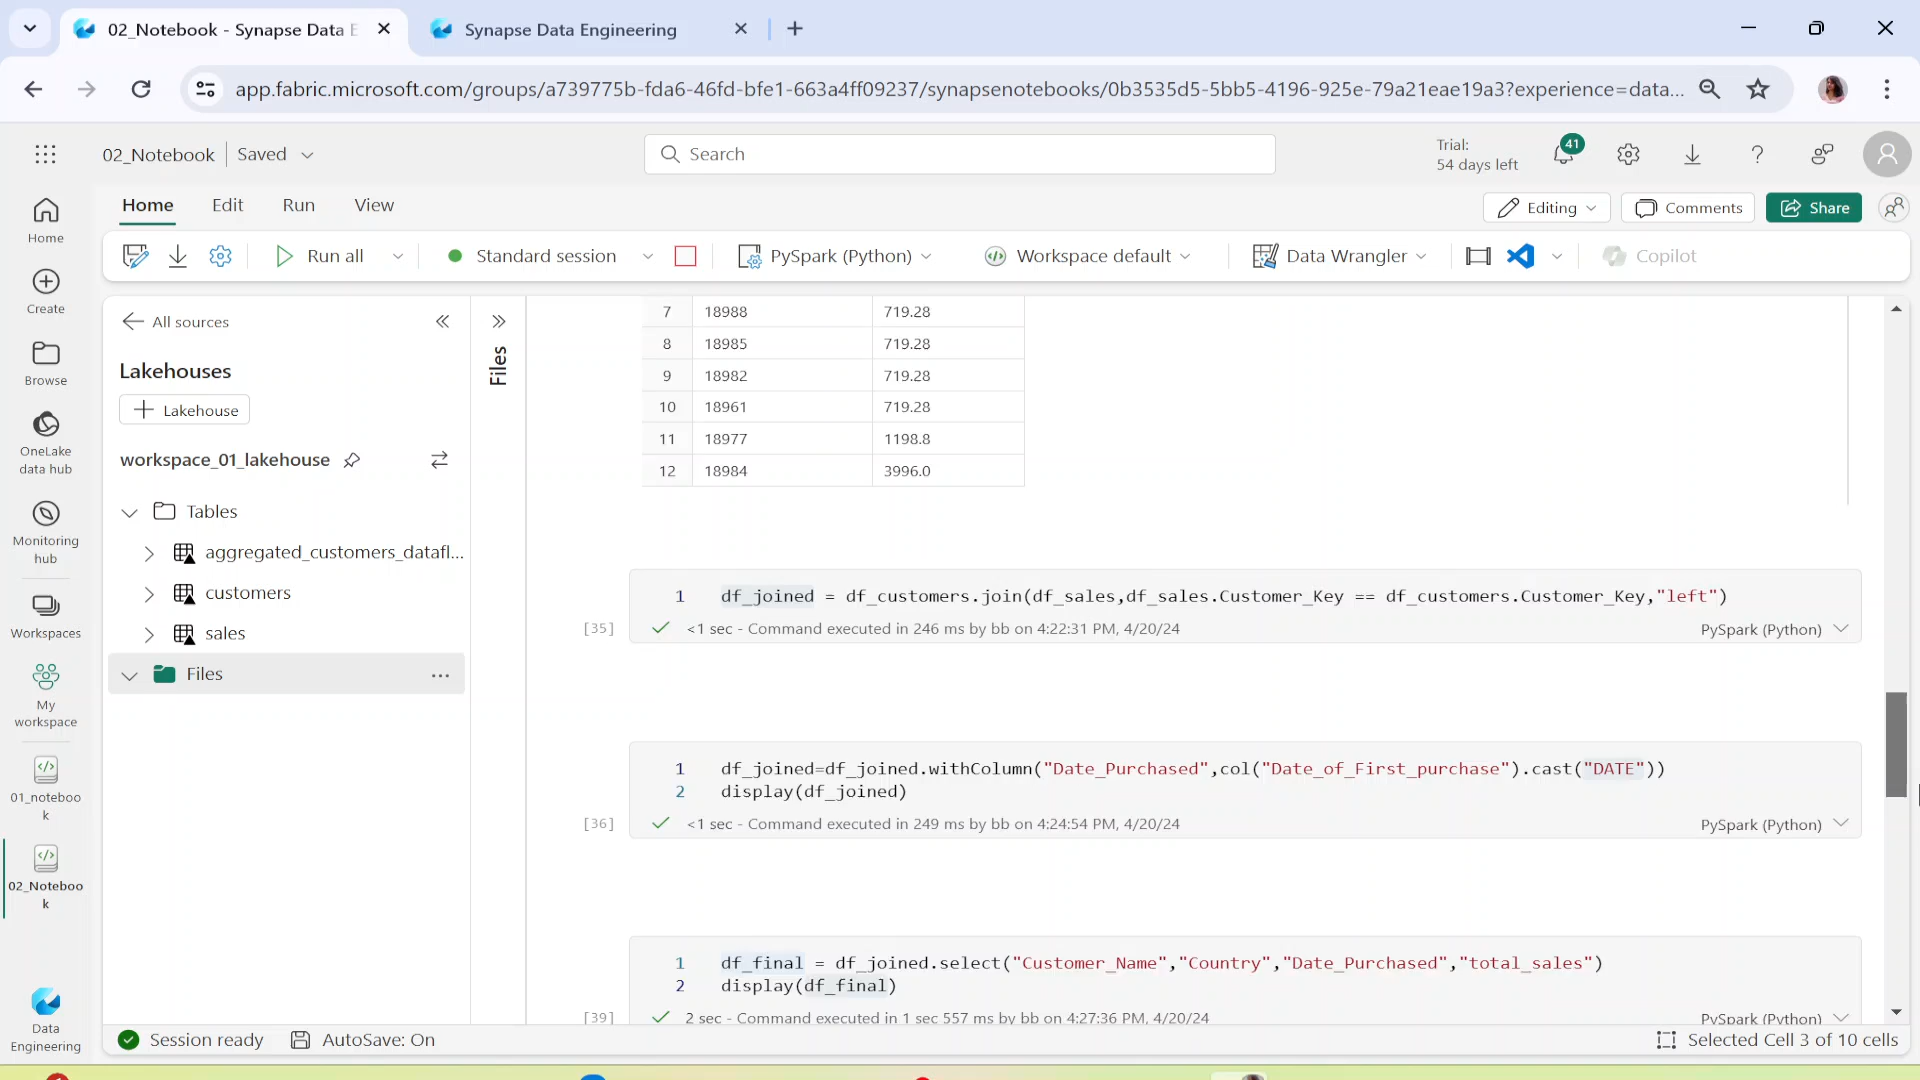 02_Notebook - Synapse Data E
Synapse Data Engineering
app.fabric.microsoft.com/groups/a739775b-fda6-46fd-bfe1-663a4ff09237/synapsenotebooks/0b3535d5-5bb5-4196-925e-79a21eae19a3?experience=data...
02_Notebook
Saved
Search
Trial:
54 days left
41
Home
Edit
Run
View
Editing
Comments
Share
Run all
Standard session
PySpark (Python)
Workspace default
Data Wrangler
Copilot
Home
Create
Browse
OneLake
data hub
Monitoring
hub
Workspaces
My
workspace
01_noteboo
k
02_Noteboo
k
Data
Engineering
All sources
Lakehouses
Lakehouse
workspace_01_lakehouse
Tables
aggregated_customers_datafl...
customers
sales
Files
...
Files
7 18988 719.28
8 18985 719.28
9 18982 719.28
10 18961 719.28
11 18977 1198.8
12 18984 3996.0
1 df_joined = df_customers.join(df_sales,df_sales.Customer_Key == df_customers.Customer_Key,"left")
[35] <1 sec - Command executed in 246 ms by bb on 4:22:31 PM, 4/20/24 PySpark (Python)
1 df_joined=df_joined.withColumn("Date_Purchased",col("Date_of_First_purchase").cast("DATE"))
2 display(df_joined)
[36] <1 sec - Command executed in 249 ms by bb on 4:24:54 PM, 4/20/24 PySpark (Python)
1 df_final = df_joined.select("Customer_Name","Country","Date_Purchased","total_sales")
2 display(df_final)
[39] 2 sec - Command executed in 1 sec 557 ms by bb on 4:27:36 PM, 4/20/24 PySpark (Python)
Session ready
AutoSave: On
Selected Cell 3 of 10 cells